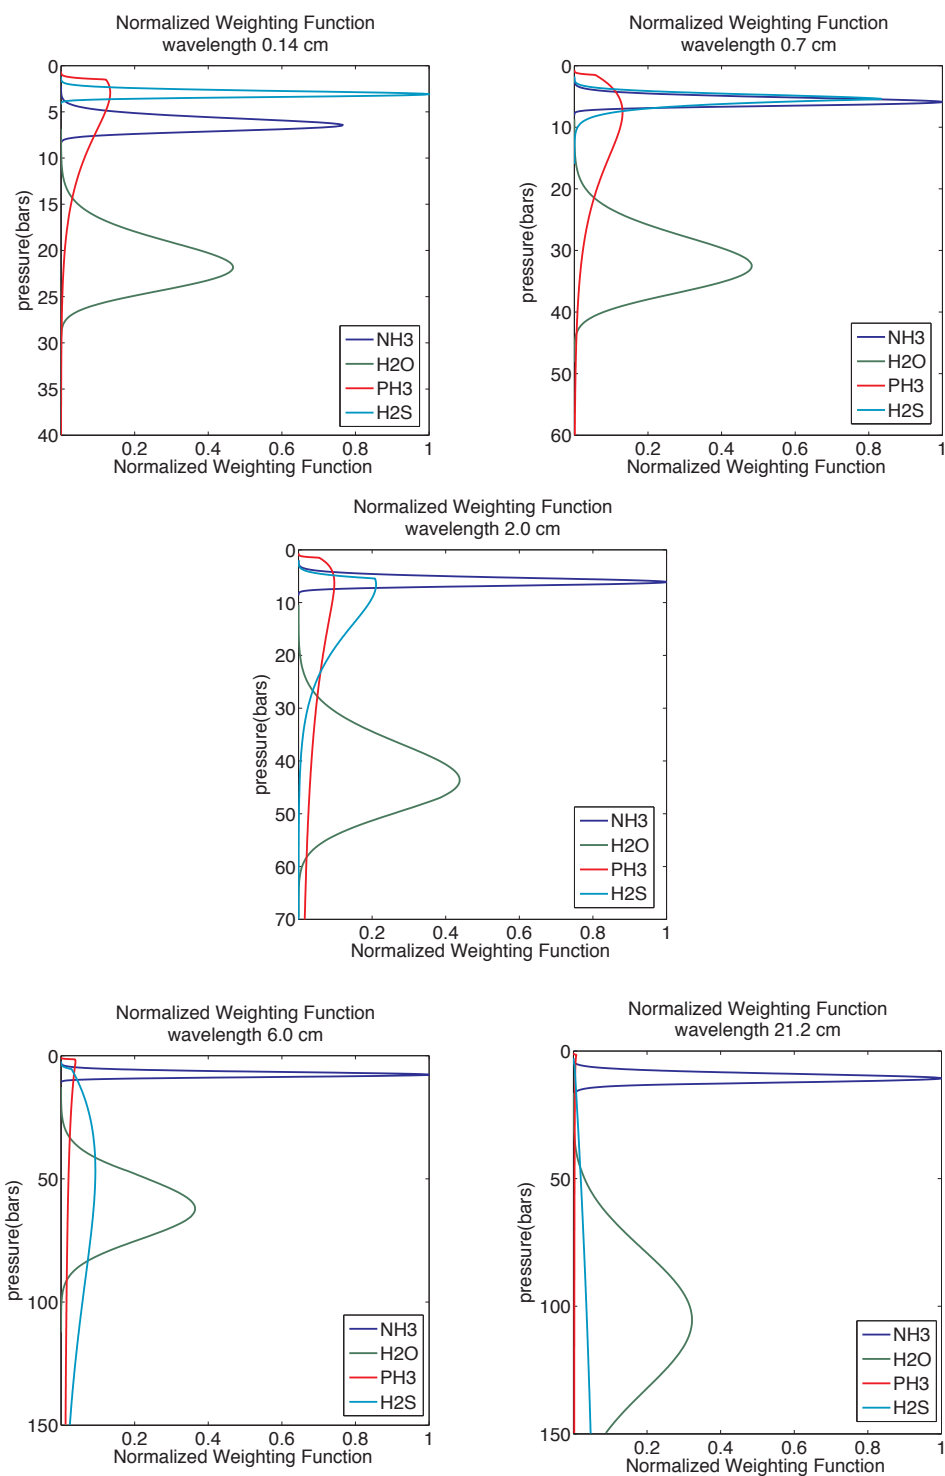 Normalized Weighting Function
wavelength 0.14 cm
0
5
10
15
20
25
30
35
40
pressure(bars)
NH3
H2O
PH3
H2S
0.2
0.4
0.6
0.8
1
Normalized Weighting Function
Normalized Weighting Function
wavelength 0.7 cm
0
10
20
30
40
50
60
pressure(bars)
NH3
H2O
PH3
H2S
0.2
0.4
0.6
0.8
1
Normalized Weighting Function
Normalized Weighting Function
wavelength 2.0 cm
0
10
20
30
40
50
60
70
pressure(bars)
NH3
H2O
PH3
H2S
0.2
0.4
0.6
0.8
1
Normalized Weighting Function
Normalized Weighting Function
wavelength 6.0 cm
0
50
100
150
pressure(bars)
NH3
H2O
PH3
H2S
0.2
0.4
0.6
0.8
1
Normalized Weighting Function
Normalized Weighting Function
wavelength 21.2 cm
0
50
100
150
pressure(bars)
NH3
H2O
PH3
H2S
0.2
0.4
0.6
0.8
1
Normalized Weighting Function